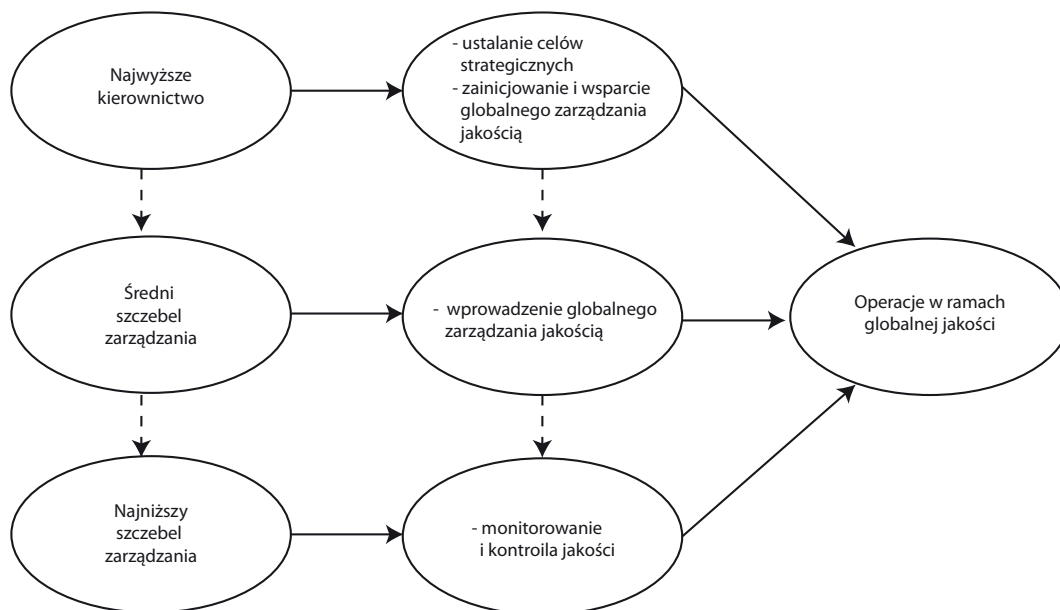 Najwyższe
kierownictwo
- ustalanie celów
strategicznych
- zainicjowanie i wsparcie
globalnego zarządzania
jakością
Średni
szczebel
zarządzania
- wprowadzenie globalnego
zarządzania jakością
Operacje w ramach
globalnej jakości
Najniższy
szczebel
zarządzania
- monitorowanie
i kontroila jakości